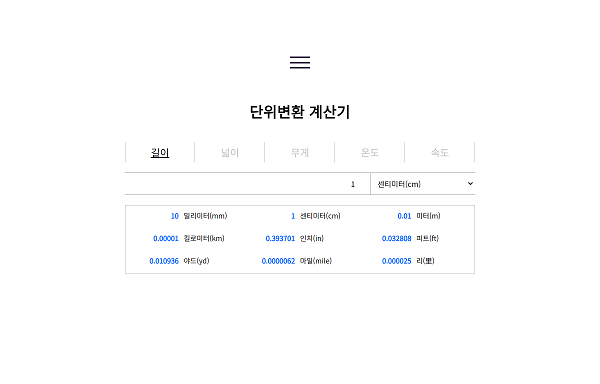 단위변환 계산기
길이 넓이 무게 온도 속도
1 센티미터(cm)
10 밀리미터(mm) 1 센티미터(cm) 0.01 미터(m)
0.00001 킬로미터(km) 0.393701 인치(in) 0.032808 피트(ft)
0.010936 야드(yd) 0.0000062 마일(mile) 0.000025 리(里)